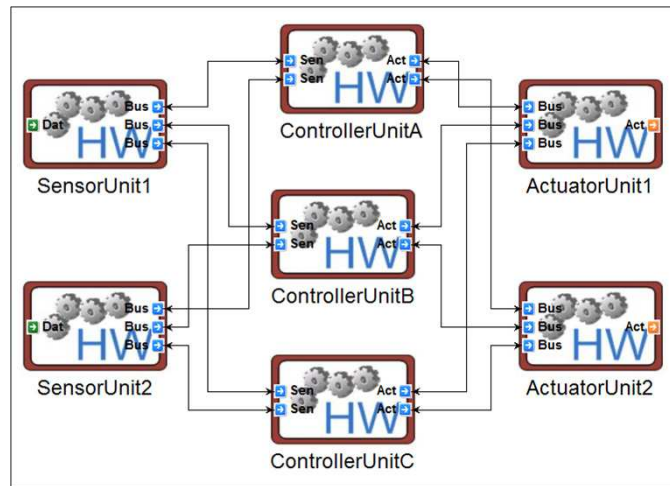 Sen Act
Sen Act
HW
ControllerUnitA
Bus
Dat Bus
Bus
HW
SensorUnit1
Bus
Bus Act
Bus
HW
ActuatorUnit1
Sen Act
Sen Act
HW
ControllerUnitB
Bus
Dat Bus
Bus
HW
SensorUnit2
Bus
Bus Act
Bus
HW
ActuatorUnit2
Sen Act
Sen Act
HW
ControllerUnitC